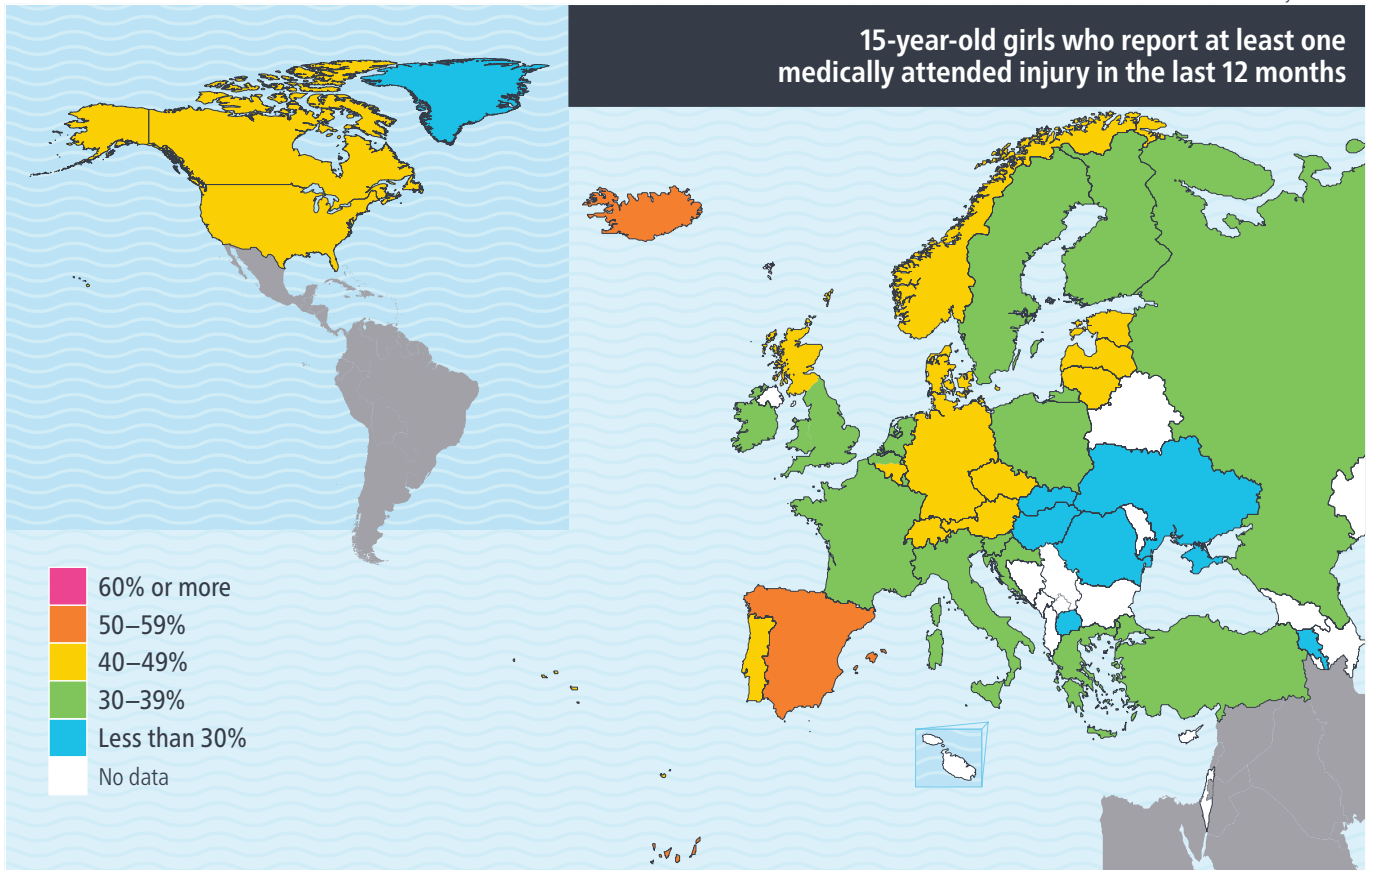 15-year-old girls who report at least one
medically attended injury in the last 12 months
60% or more
50–59%
40–49%
30–39%
Less than 30%
No data